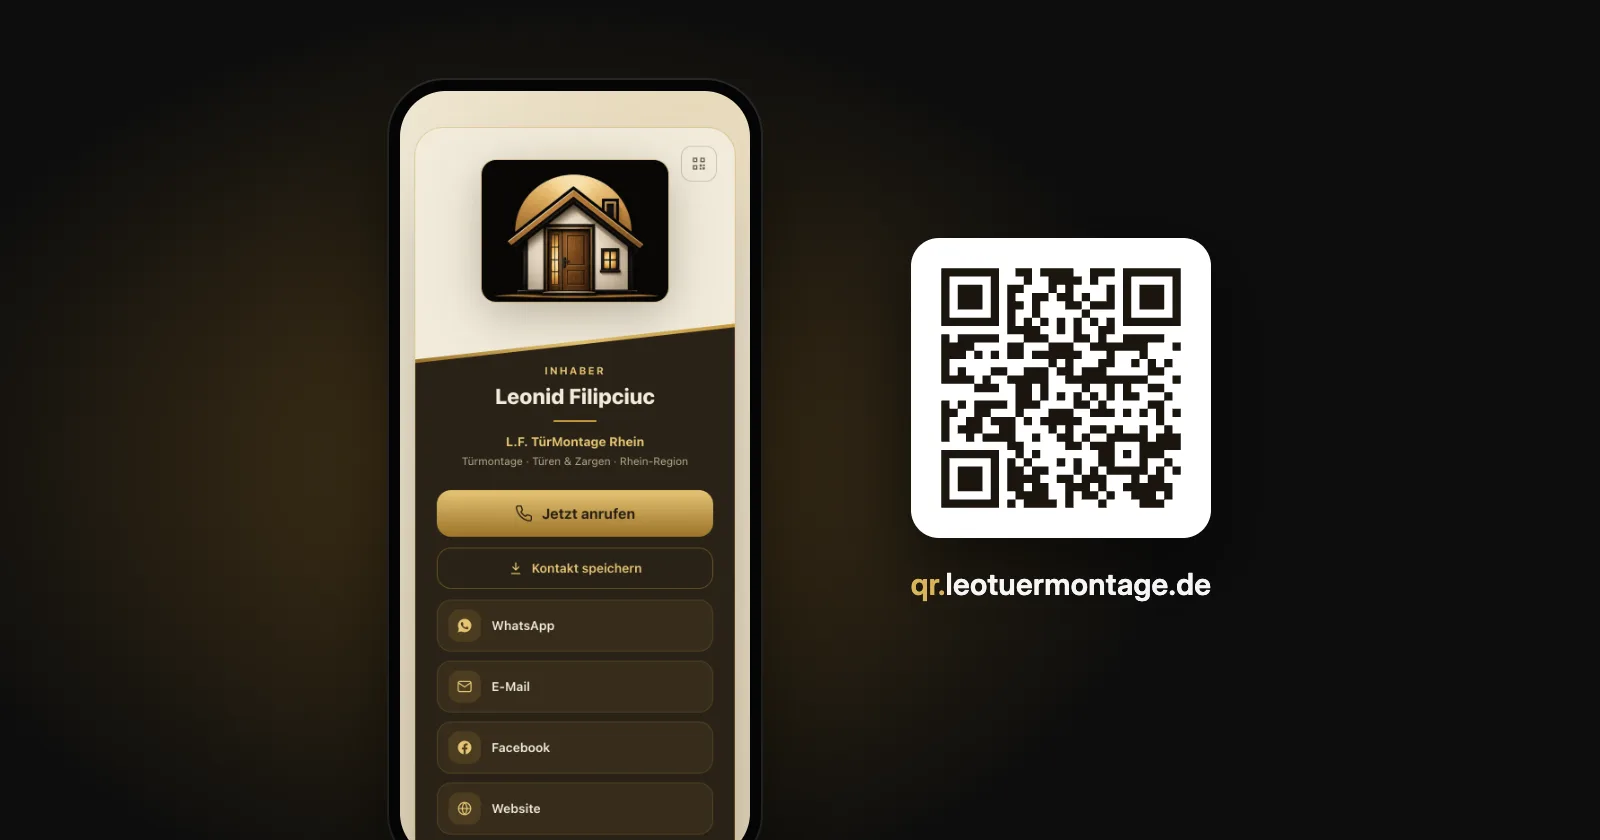 INHABER
Leonid Filipciuc
L.F. TürMontage Rhein
Türmontage · Türen & Zargen · Rhein-Region
Jetzt anrufen
Kontakt speichern
WhatsApp
E-Mail
Facebook
Website
qr.leotuermontage.de